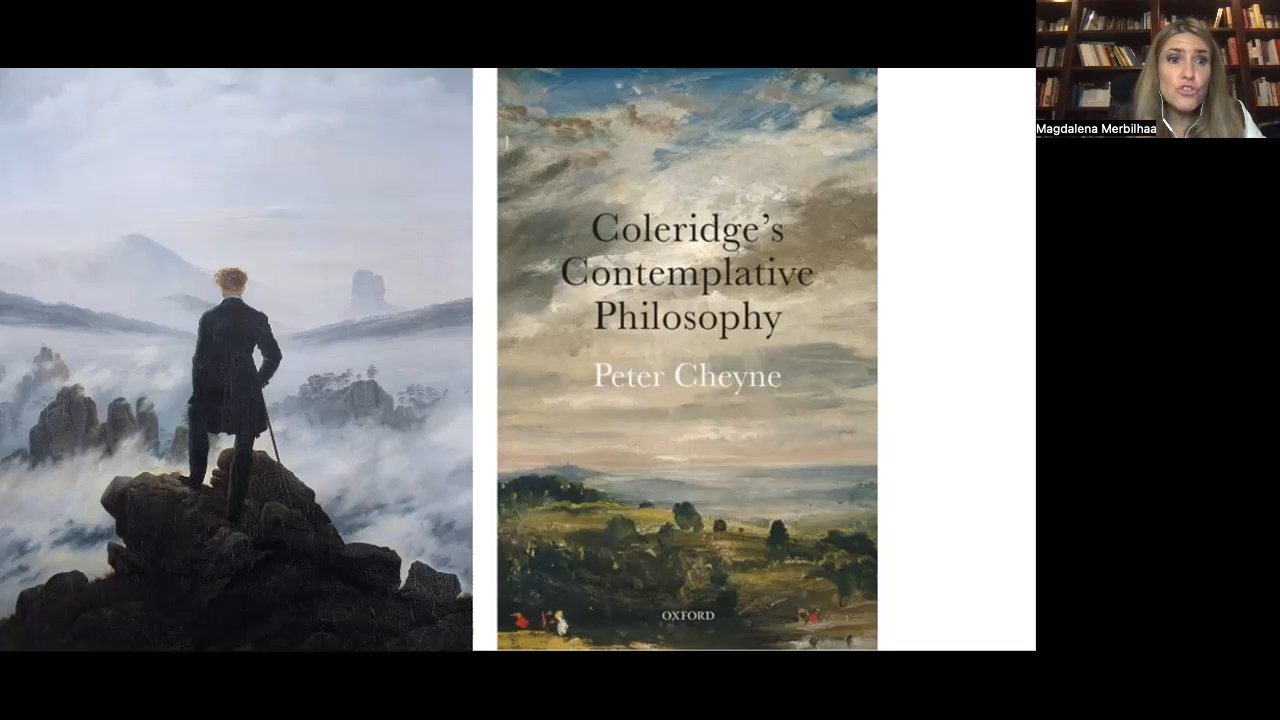 Coleridge's
Contemplative
Philosophy
Peter Cheyne
OXFORD
Magdalena Merbilhaa